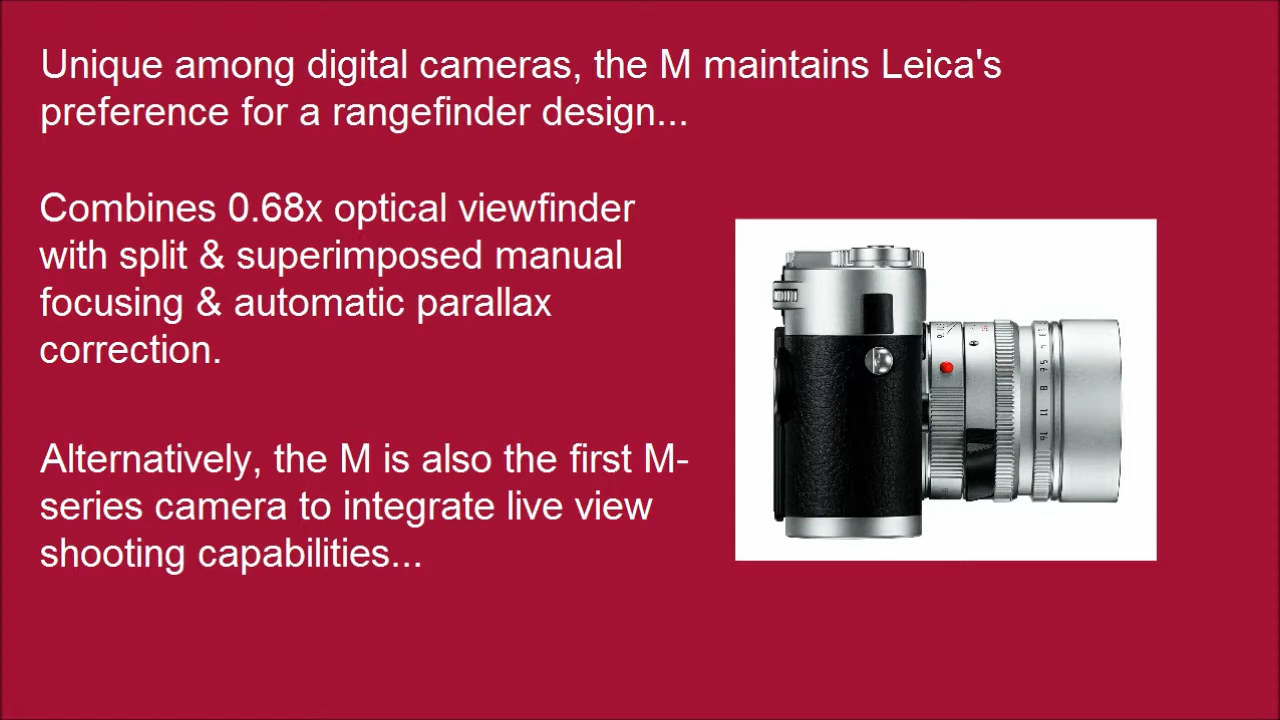 Unique among digital cameras, the M maintains Leica's
preference for a rangefinder design...
Combines 0.68x optical viewfinder
with split & superimposed manual
focusing & automatic parallax
correction.
Alternatively, the M is also the first M-
series camera to integrate live view
shooting capabilities...